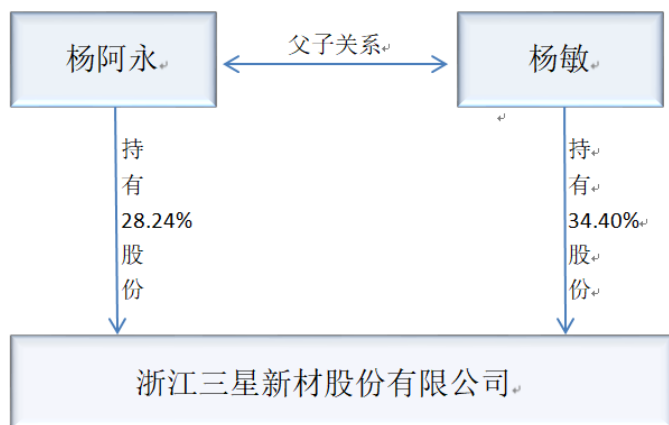 杨阿永
父子关系
杨敏
持
有
28.24%
股
份
持
有
34.40%
股
份
浙江三星新材股份有限公司